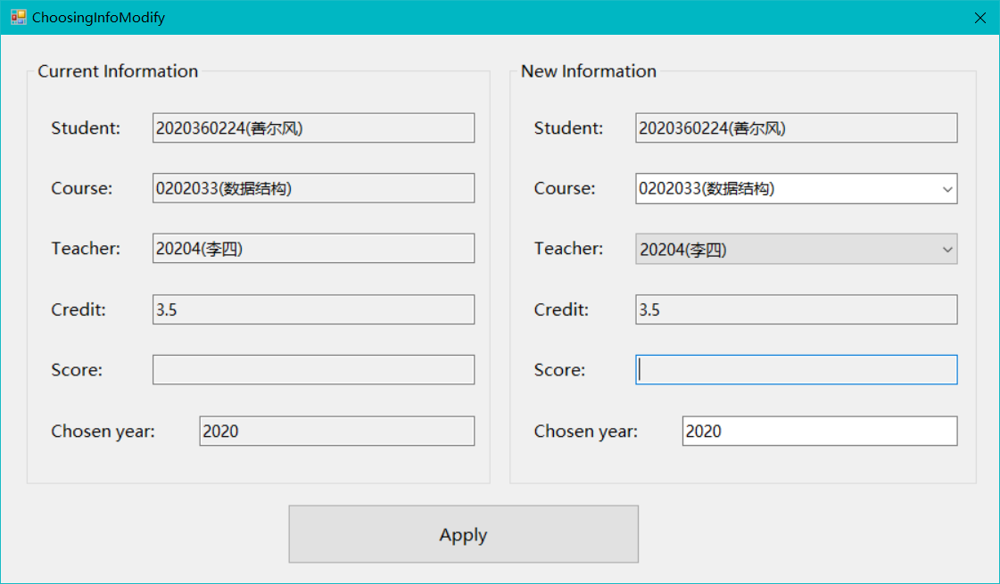 ChoosingInfoModify
Current Information
Student: 2020360224(善尔风)
Course: 0202033(数据结构)
Teacher: 20204(李四)
Credit: 3.5
Score:
Chosen year: 2020
New Information
Student: 2020360224(善尔风)
Course: 0202033(数据结构)
Teacher: 20204(李四)
Credit: 3.5
Score:
Chosen year: 2020
Apply